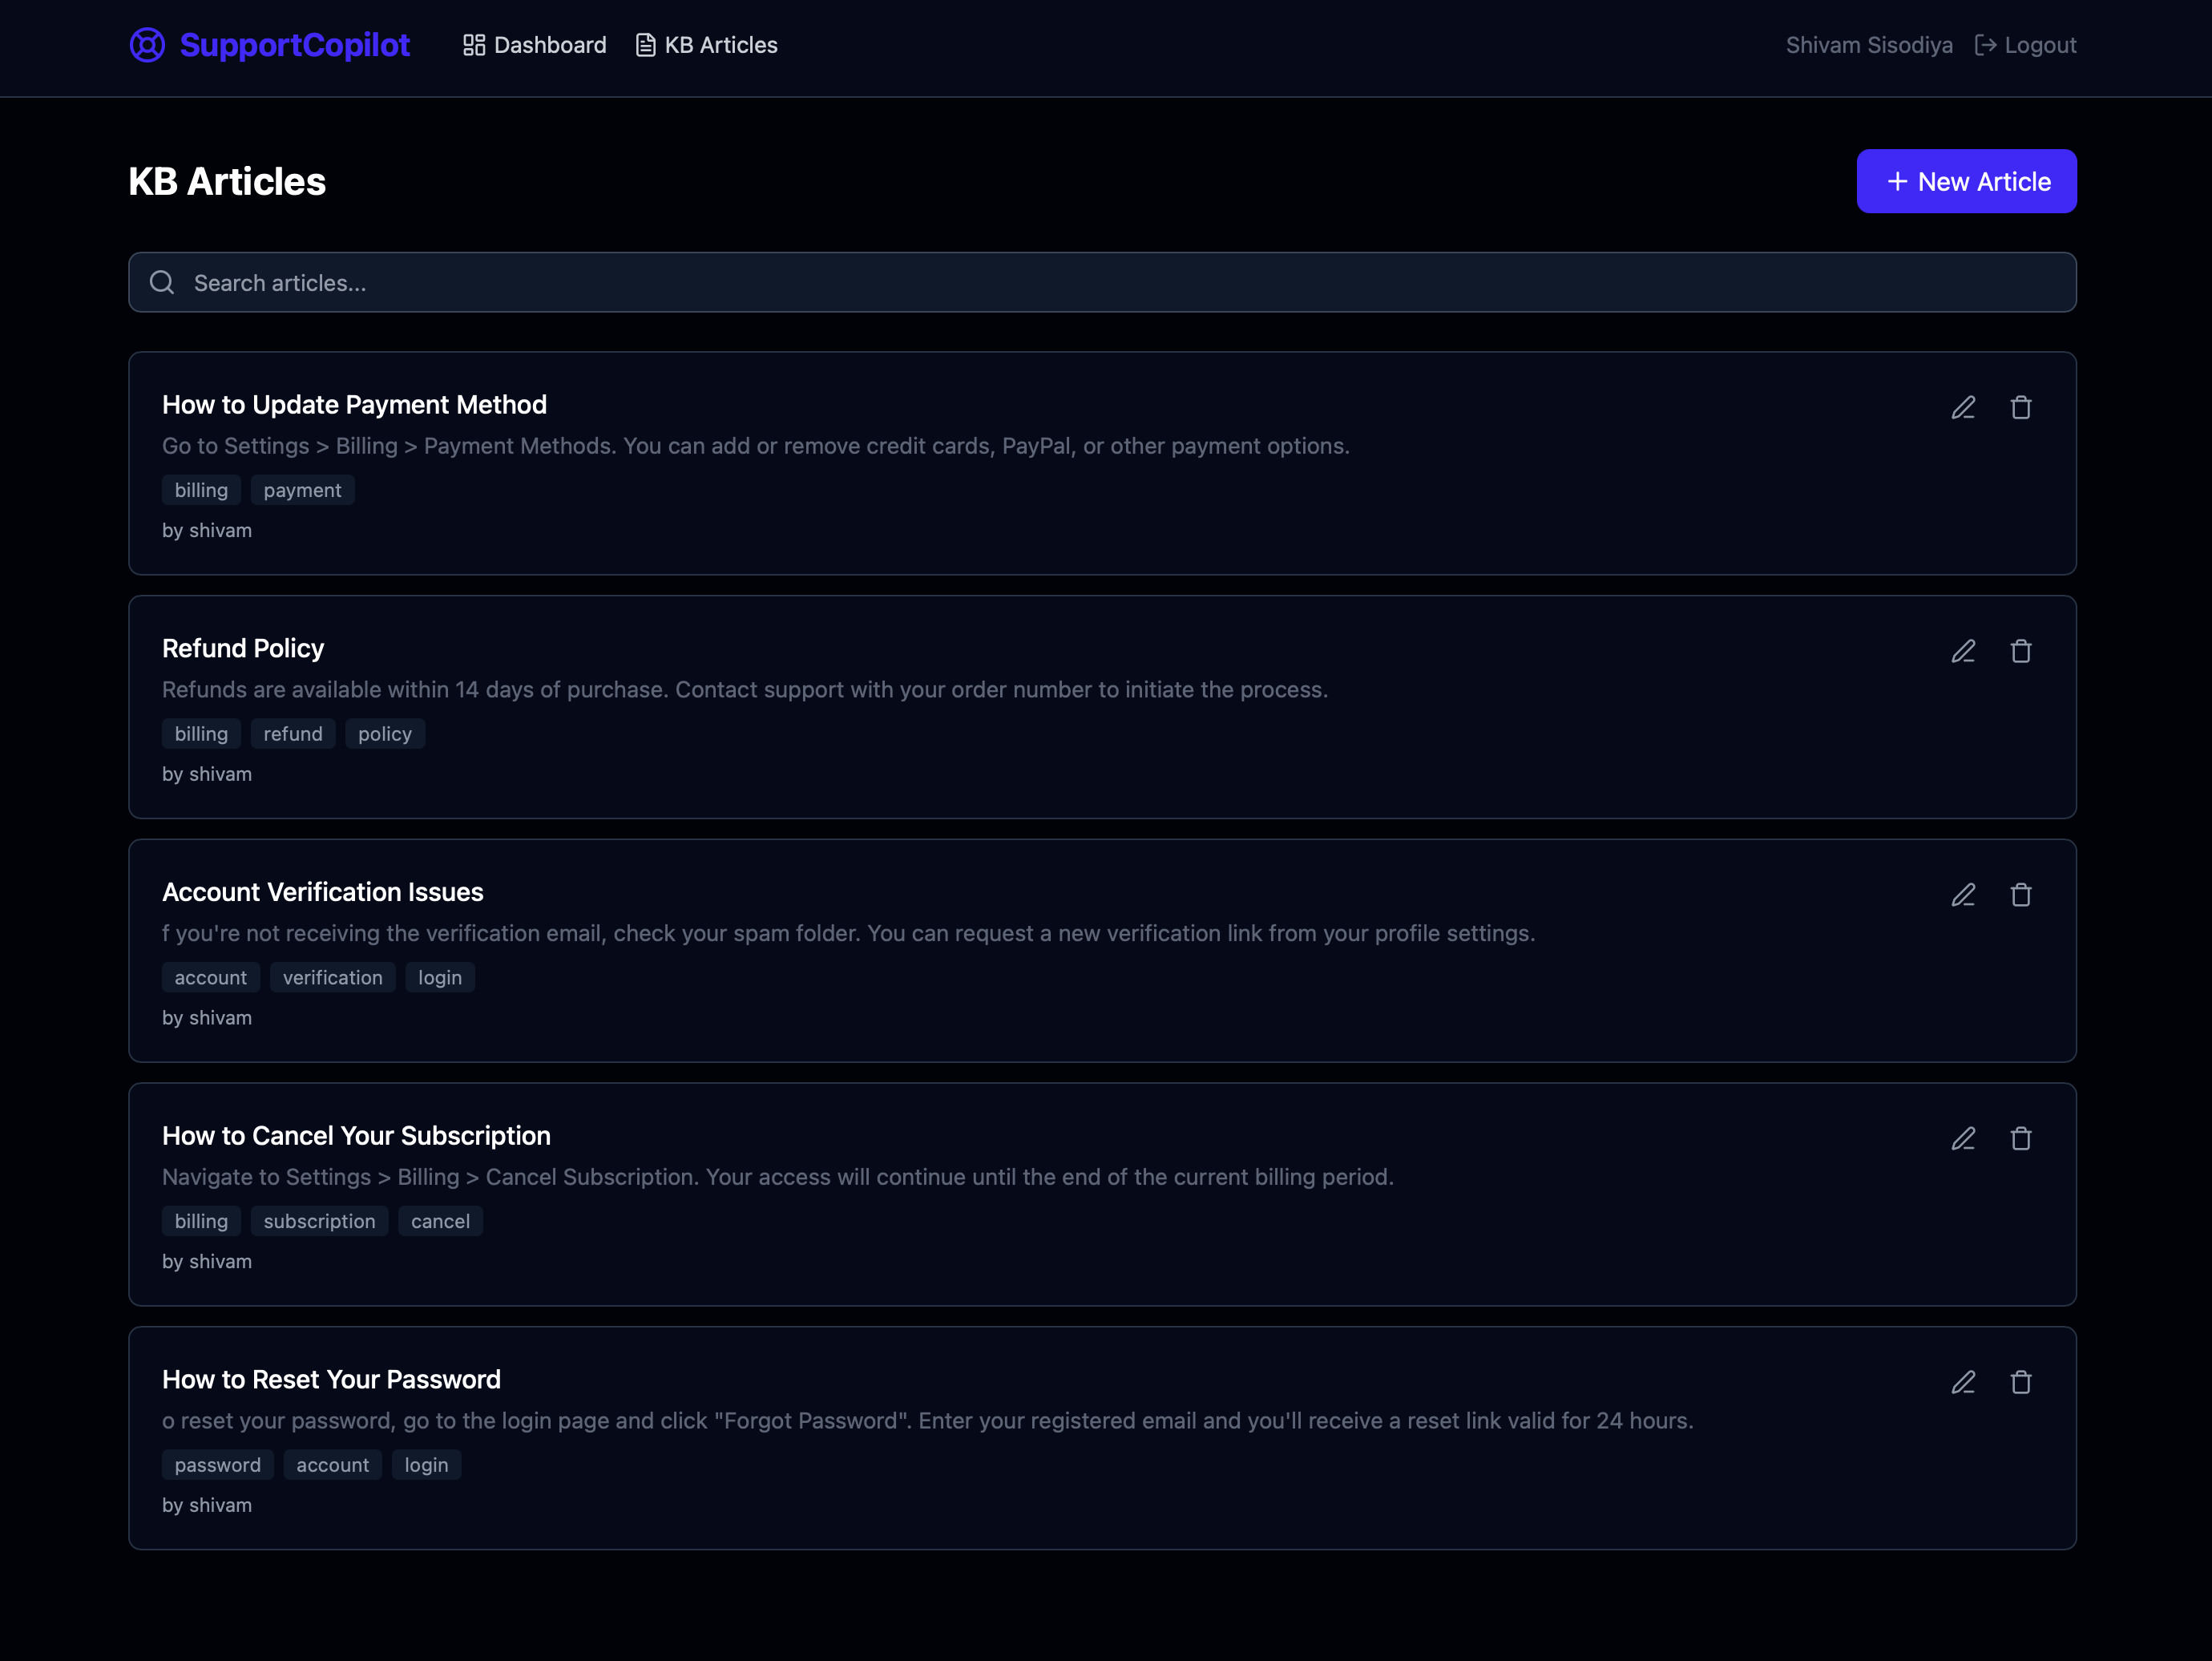 SupportCopilot Dashboard KB Articles Shivam Sisodiya Logout
KB Articles
+ New Article
Search articles...
How to Update Payment Method
Go to Settings > Billing > Payment Methods. You can add or remove credit cards, PayPal, or other payment options.
billing payment
by shivam
Refund Policy
Refunds are available within 14 days of purchase. Contact support with your order number to initiate the process.
billing refund policy
by shivam
Account Verification Issues
f you're not receiving the verification email, check your spam folder. You can request a new verification link from your profile settings.
account verification login
by shivam
How to Cancel Your Subscription
Navigate to Settings > Billing > Cancel Subscription. Your access will continue until the end of the current billing period.
billing subscription cancel
by shivam
How to Reset Your Password
o reset your password, go to the login page and click "Forgot Password". Enter your registered email and you'll receive a reset link valid for 24 hours.
password account login
by shivam